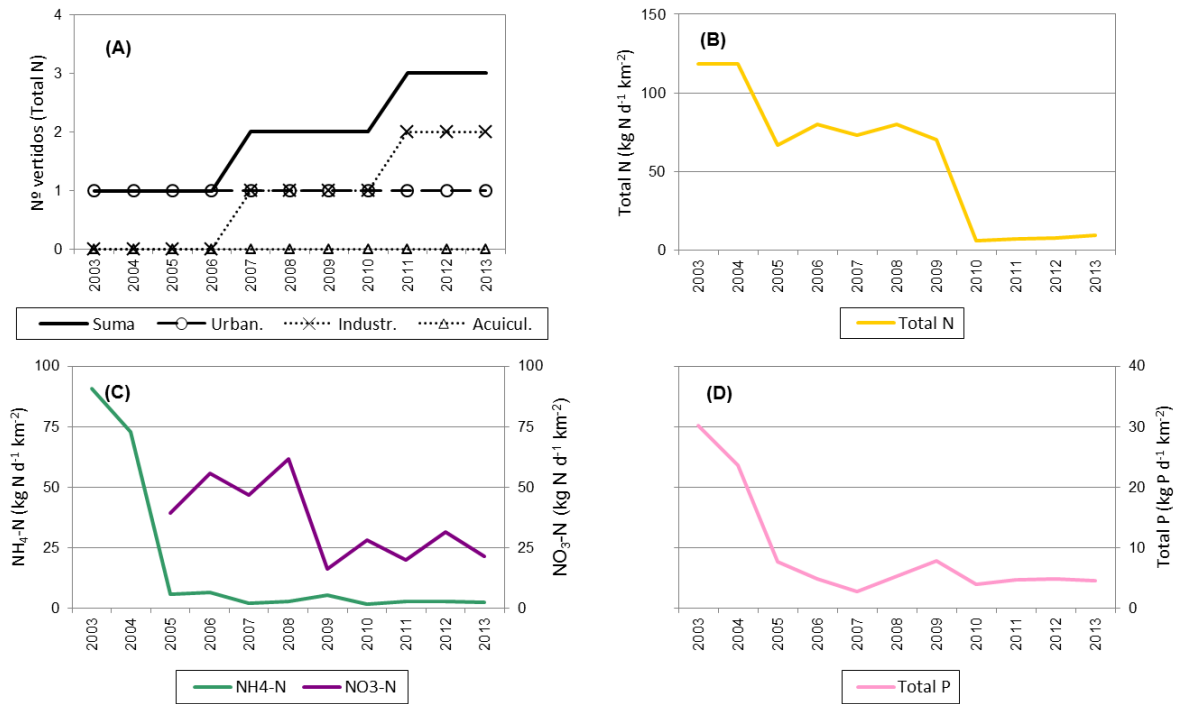 (A)
Nº vertidos (Total N)
4
3
2
1
0
2003 2004 2005 2006 2007 2008 2009 2010 2011 2012 2013
Suma Urban. Industr. Acuicul.
(B)
Total N (kg N d-1 km-2)
150
100
50
0
2003 2004 2005 2006 2007 2008 2009 2010 2011 2012 2013
Total N
(C)
NH4-N (kg N d-1 km-2)
100
75
50
25
0
2003 2004 2005 2006 2007 2008 2009 2010 2011 2012 2013
100
75
50
25
0
NO3-N (kg N d-1 km-2)
NH4-N NO3-N
(D)
40
30
20
10
0
Total P (kg P d-1 km-2)
2003 2004 2005 2006 2007 2008 2009 2010 2011 2012 2013
Total P